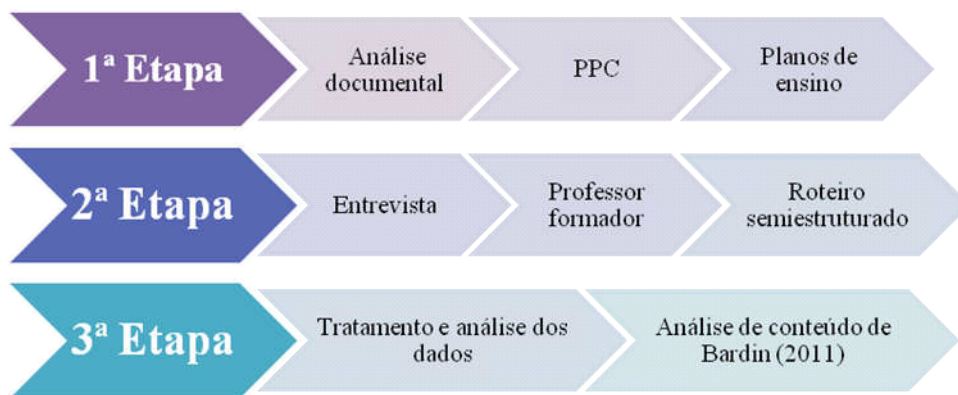 1ª Etapa
Análise
documental
PPC
Planos de
ensino
2ª Etapa
Entrevista
Professor
formador
Roteiro
semiestruturado
3ª Etapa
Tratamento e análise dos
dados
Análise de conteúdo de
Bardin (2011)